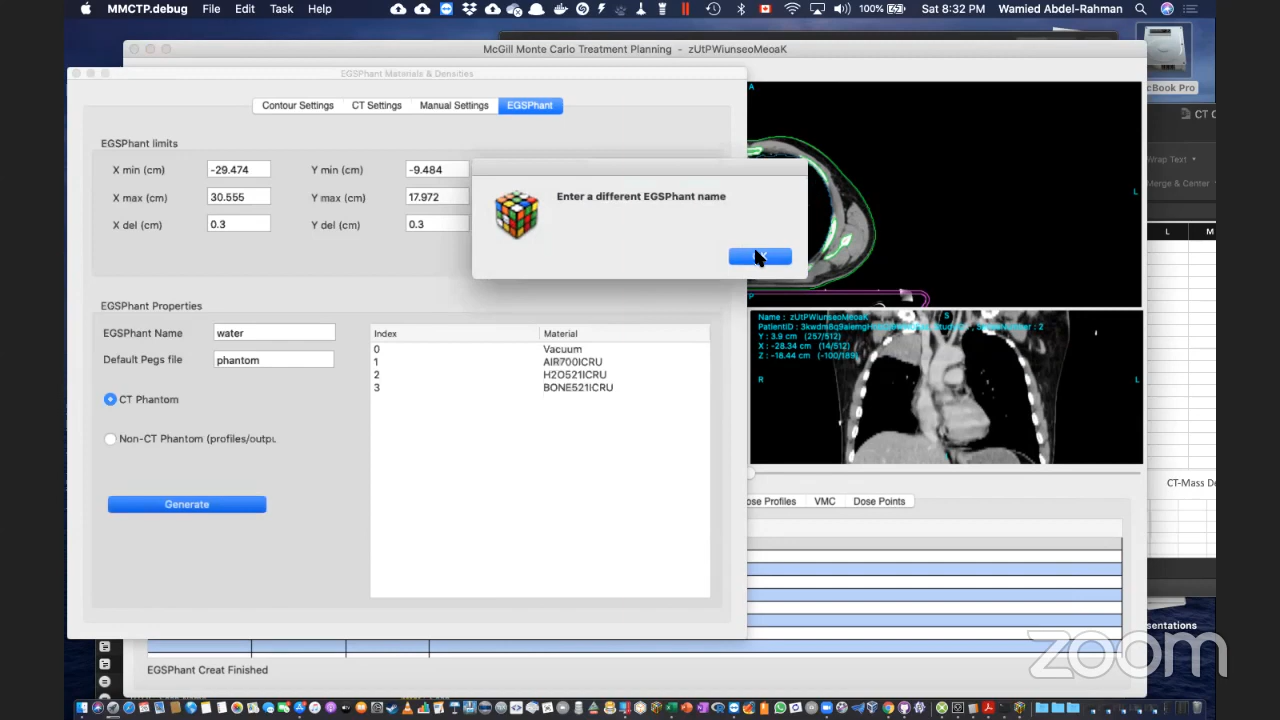 MMCTP.debug File Edit Task Help 100% Sat 8:32 PM Wamied Abdel-Rahman
McGill Monte Carlo Treatment Planning - zUtPWiunseoMeoaK
EGSPhant Materials & Densities
Contour Settings CT Settings Manual Settings EGSPhant
EGSPhant limits
X min (cm) -29.474 Y min (cm) -9.484
X max (cm) 30.555 Y max (cm) 17.972
X del (cm) 0.3 Y del (cm) 0.3
Enter a different EGSPhant name
EGSPhant Properties
EGSPhant Name water
Default Pegs file phantom
CT Phantom
Non-CT Phantom (profiles/outpu
Generate
Index Material
0 Vacuum
1 AIR700ICRU
2 H2O521ICRU
3 BONE521ICRU
A
L
P
Name : zUtPWiunseoMeoaK
S
Y : 3.9 cm (257/512)
X : -28.34 cm (14/512)
Z : -18.44 cm (-100/189)
R L
ose Profiles VMC Dose Points
EGSPhant Creat Finished
cBook Pro
CT C
Wrap Text
Merge & Center
L M
CT-Mass De
sentations
zoom